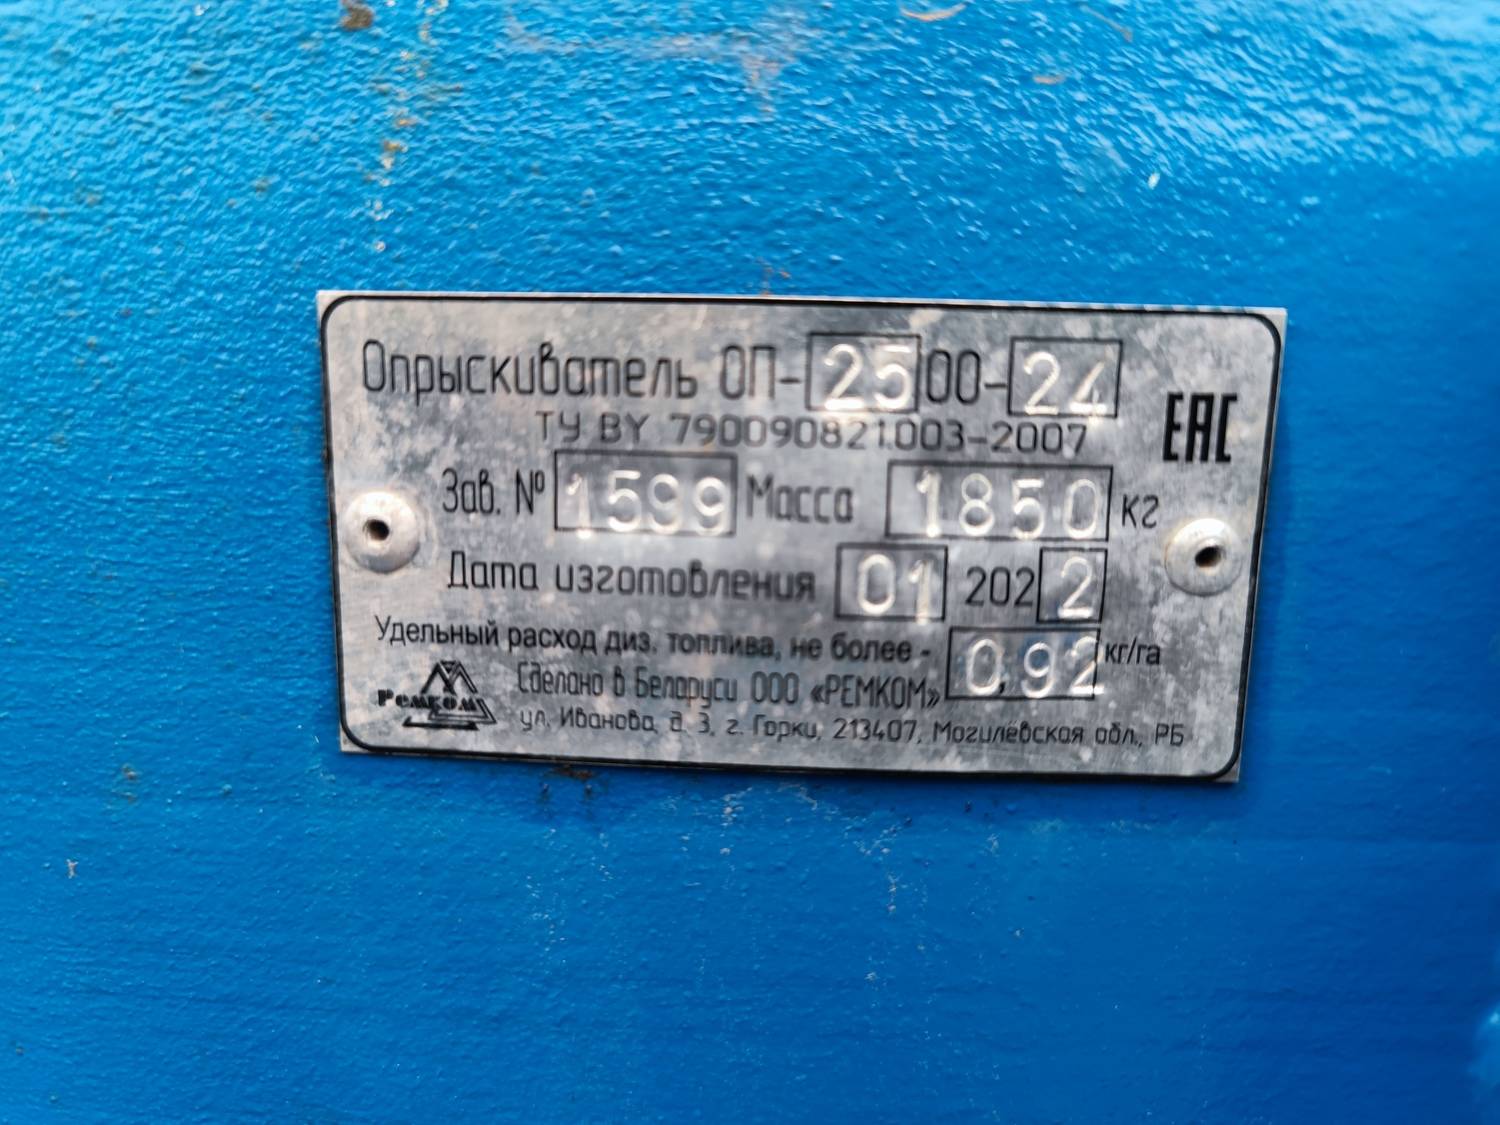 Опрыскиватель ОП-2500-24
ТУ BY 790090821.003-2007
EAC
Зав. № 1599 Масса 1850 кг
Дата изготовления 01 2022
Удельный расход диз. топлива, не более - 0,92 кг/га
Ремком
Сделано в Беларуси ООО «РЕМКОМ»
ул. Иванова, д. 3, г. Горки, 213407, Могилёвская обл., РБ